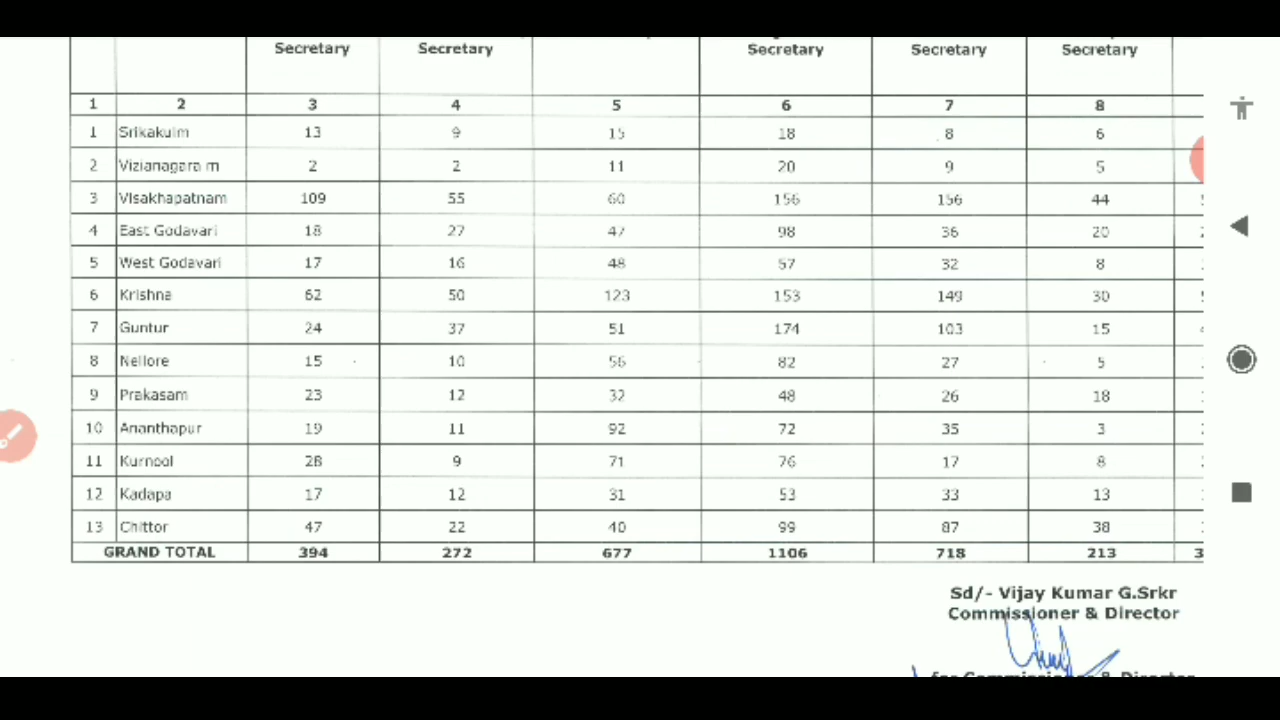 Secretary Secretary Secretary Secretary Secretary
1 2 3 4 5 6 7 8
1 Srikakulm 13 9 15 18 8 6
2 Vizianagara m 2 2 11 20 9 5
3 Visakhapatnam 109 55 60 156 156 44
4 East Godavari 18 27 47 98 36 20
5 West Godavari 17 16 48 57 32 8
6 Krishna 62 50 123 153 149 30
7 Guntur 24 37 51 174 103 15
8 Nellore 15 10 56 82 27 5
9 Prakasam 23 12 32 48 26 18
10 Ananthapur 19 11 92 72 35 3
11 Kurnool 28 9 71 76 17 8
12 Kadapa 17 12 31 53 33 13
13 Chittor 47 22 40 99 87 38
GRAND TOTAL 394 272 677 1106 718 213 3
Sd/- Vijay Kumar G.Srkr
Commissioner & Director
for Commissioner & Director